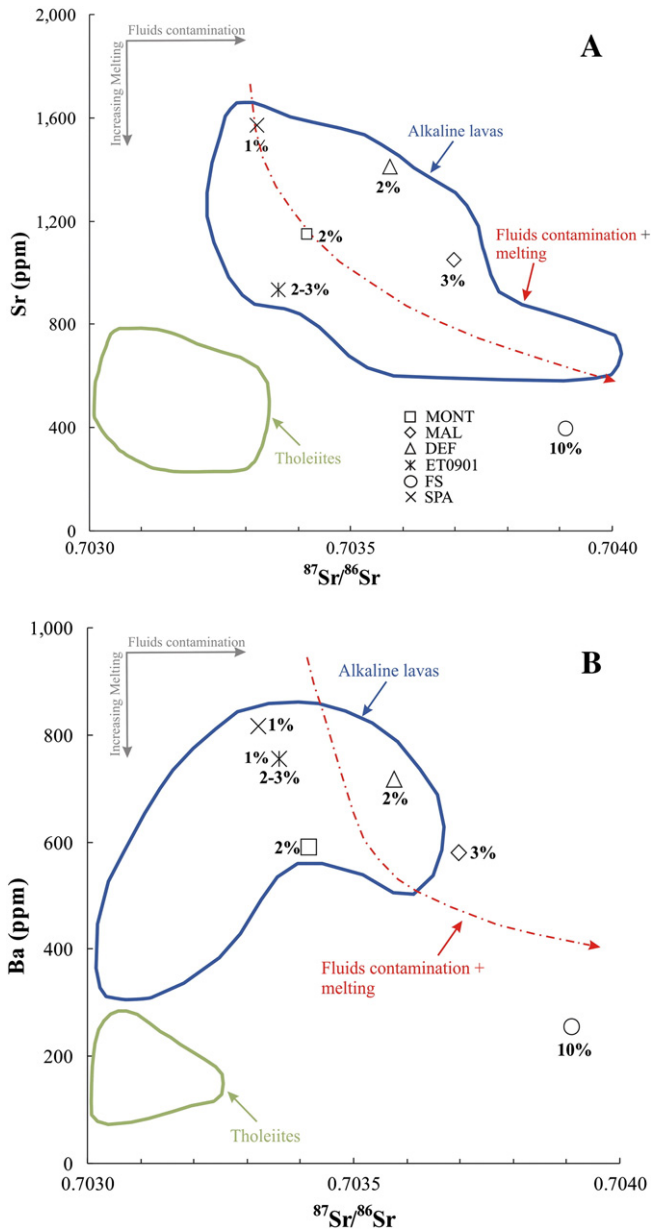 2,000
1,600
1,200
800
400
0
Sr (ppm)
Fluids contamination
Increasing Melting
A
Alkaline lavas
1%
2%
2%
Fluids contamination +
melting
3%
2-3%
Tholeiites
MONT
MAL
DEF
ET0901
FS
SPA
10%
0.7030
0.7035
0.7040
87Sr/86Sr
1,000
800
600
400
200
0
Ba (ppm)
Fluids contamination
Increasing Melting
B
Alkaline lavas
1%
1%
2-3%
2%
2%
3%
Fluids contamination +
melting
10%
Tholeiites
0.7030
0.7035
0.7040
87Sr/86Sr